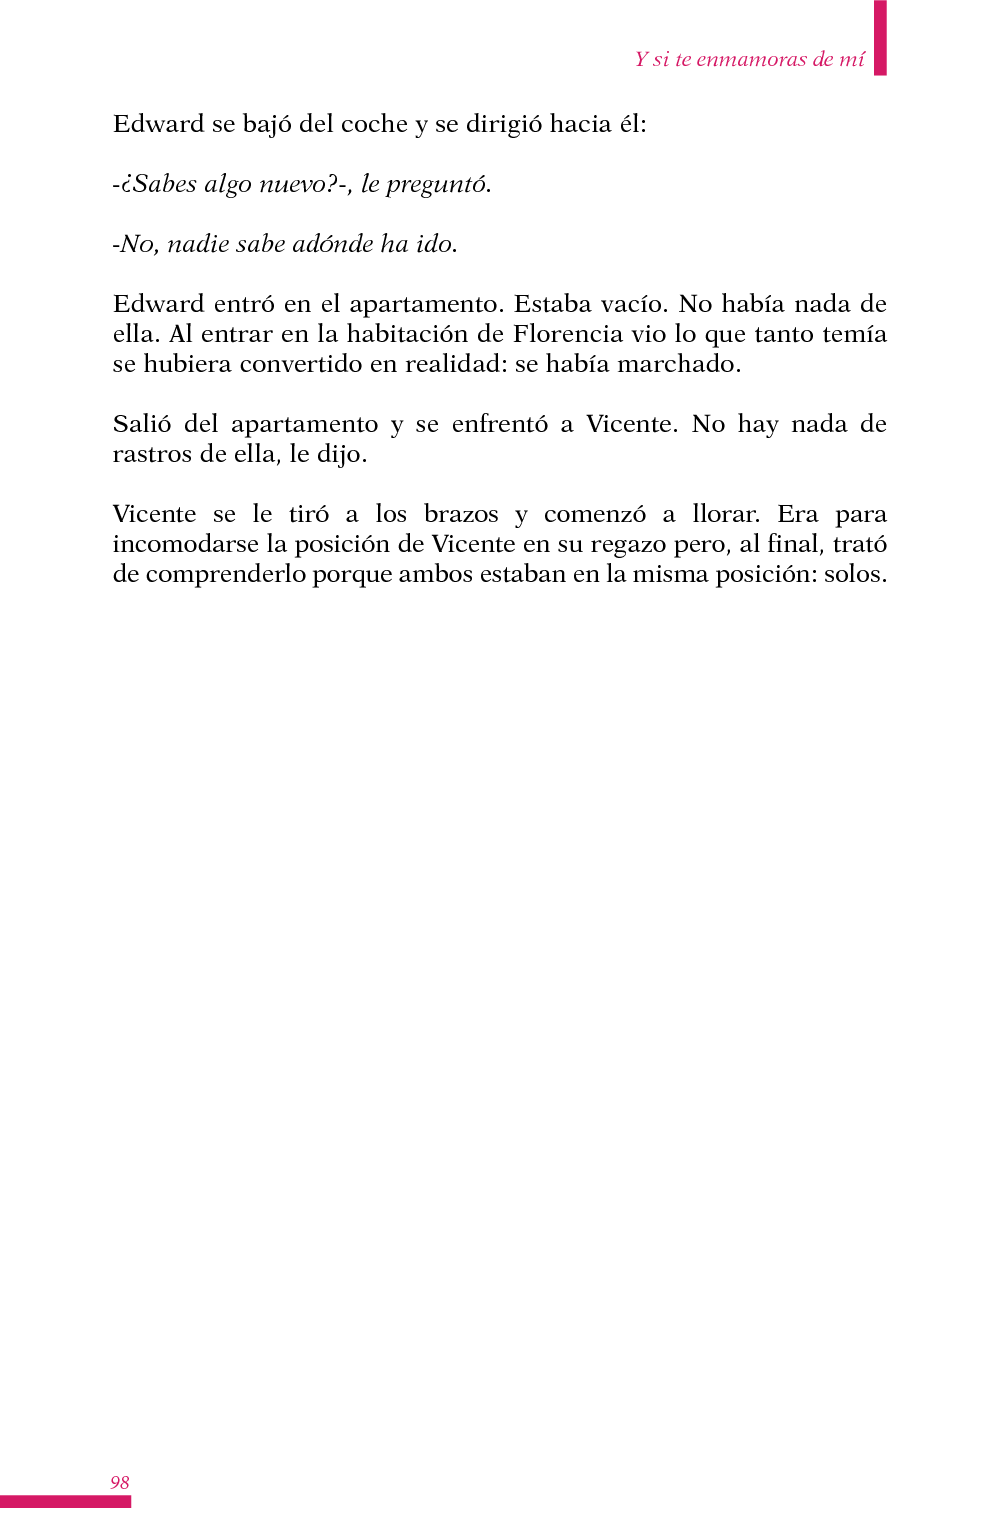 Y si te enmamoras de mí
Edward se bajó del coche y se dirigió hacia él:
-¿Sabes algo nuevo?-, le preguntó.
-No, nadie sabe adónde ha ido.
Edward entró en el apartamento. Estaba vacío. No había nada de
ella. Al entrar en la habitación de Florencia vio lo que tanto temía
se hubiera convertido en realidad: se había marchado.
Salió del apartamento y se enfrentó a Vicente. No hay nada de
rastros de ella, le dijo.
Vicente se le tiró a los brazos y comenzó a llorar. Era para
incomodarse la posición de Vicente en su regazo pero, al final, trató
de comprenderlo porque ambos estaban en la misma posición: solos.
98